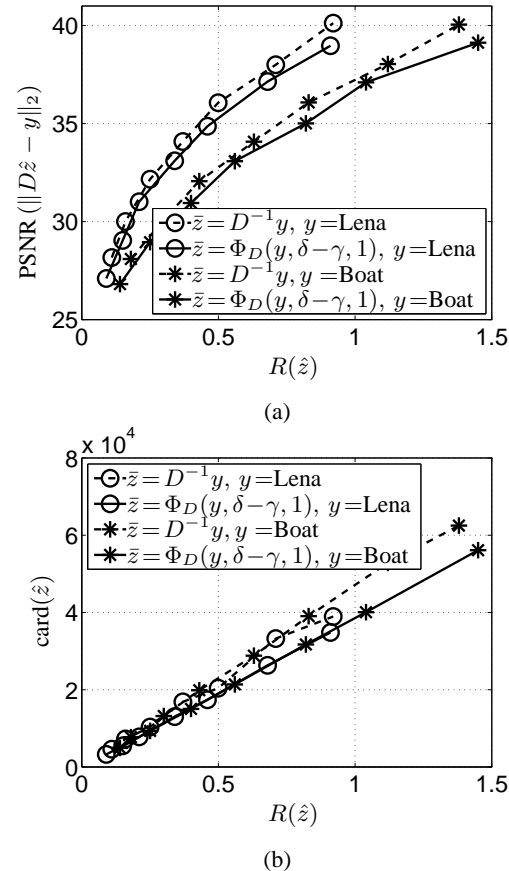 40
35
30
25
0
0.5
1
1.5
PSNR (||Dẑ − y||₂)
z̄ = D⁻¹y, y = Lena
z̄ = Φ_D(y, δ−γ, 1), y = Lena
z̄ = D⁻¹y, y = Boat
z̄ = Φ_D(y, δ−γ, 1), y = Boat
R(ẑ)
(a)
x 10⁴
8
6
4
2
0
0
0.5
1
1.5
card(ẑ)
z̄ = D⁻¹y, y = Lena
z̄ = Φ_D(y, δ−γ, 1), y = Lena
z̄ = D⁻¹y, y = Boat
z̄ = Φ_D(y, δ−γ, 1), y = Boat
R(ẑ)
(b)